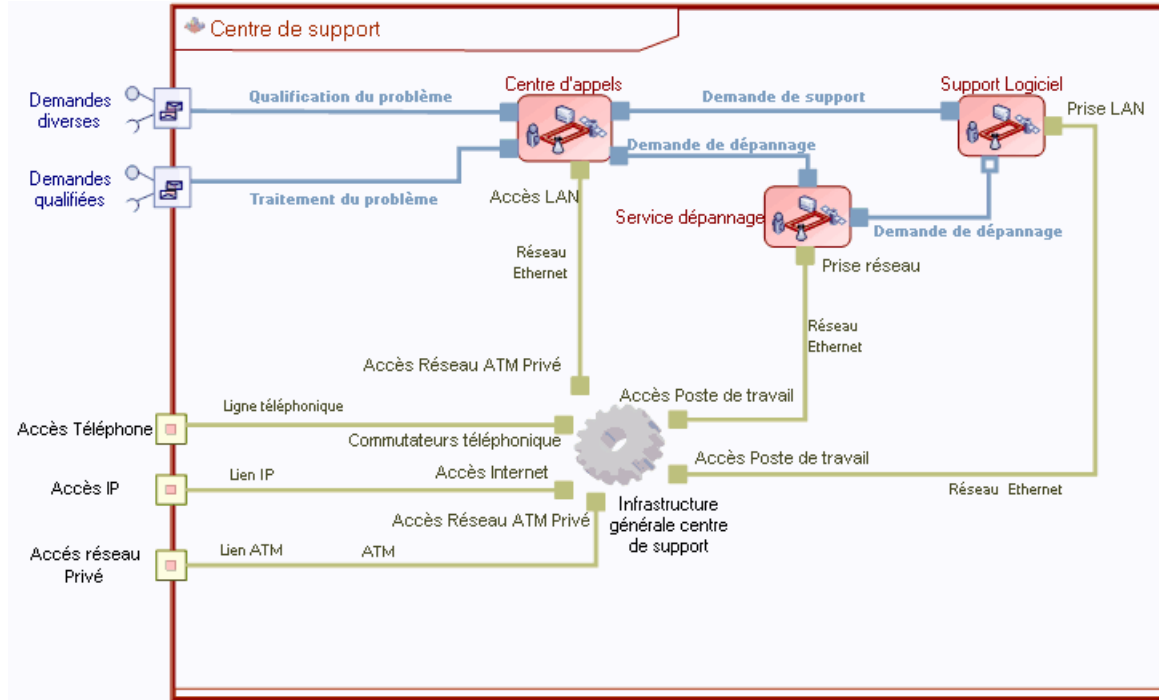 Centre de support
Centre d'appels
Support Logiciel
Demandes
diverses
Qualification du problème
Demande de support
Prise LAN
Demande de dépannage
Demandes
qualifiées
Traitement du problème
Accès LAN
Service dépannage
Demande de dépannage
Réseau
Ethernet
Prise réseau
Réseau
Ethernet
Accès Réseau ATM Privé
Accès Poste de travail
Ligne téléphonique
Accès Téléphone
Commutateurs téléphonique
Accès Poste de travail
Lien IP
Accès Internet
Accès IP
Réseau Ethernet
Infrastructure
générale centre
de support
Accès Réseau ATM Privé
Lien ATM
ATM
Accés réseau
Privé